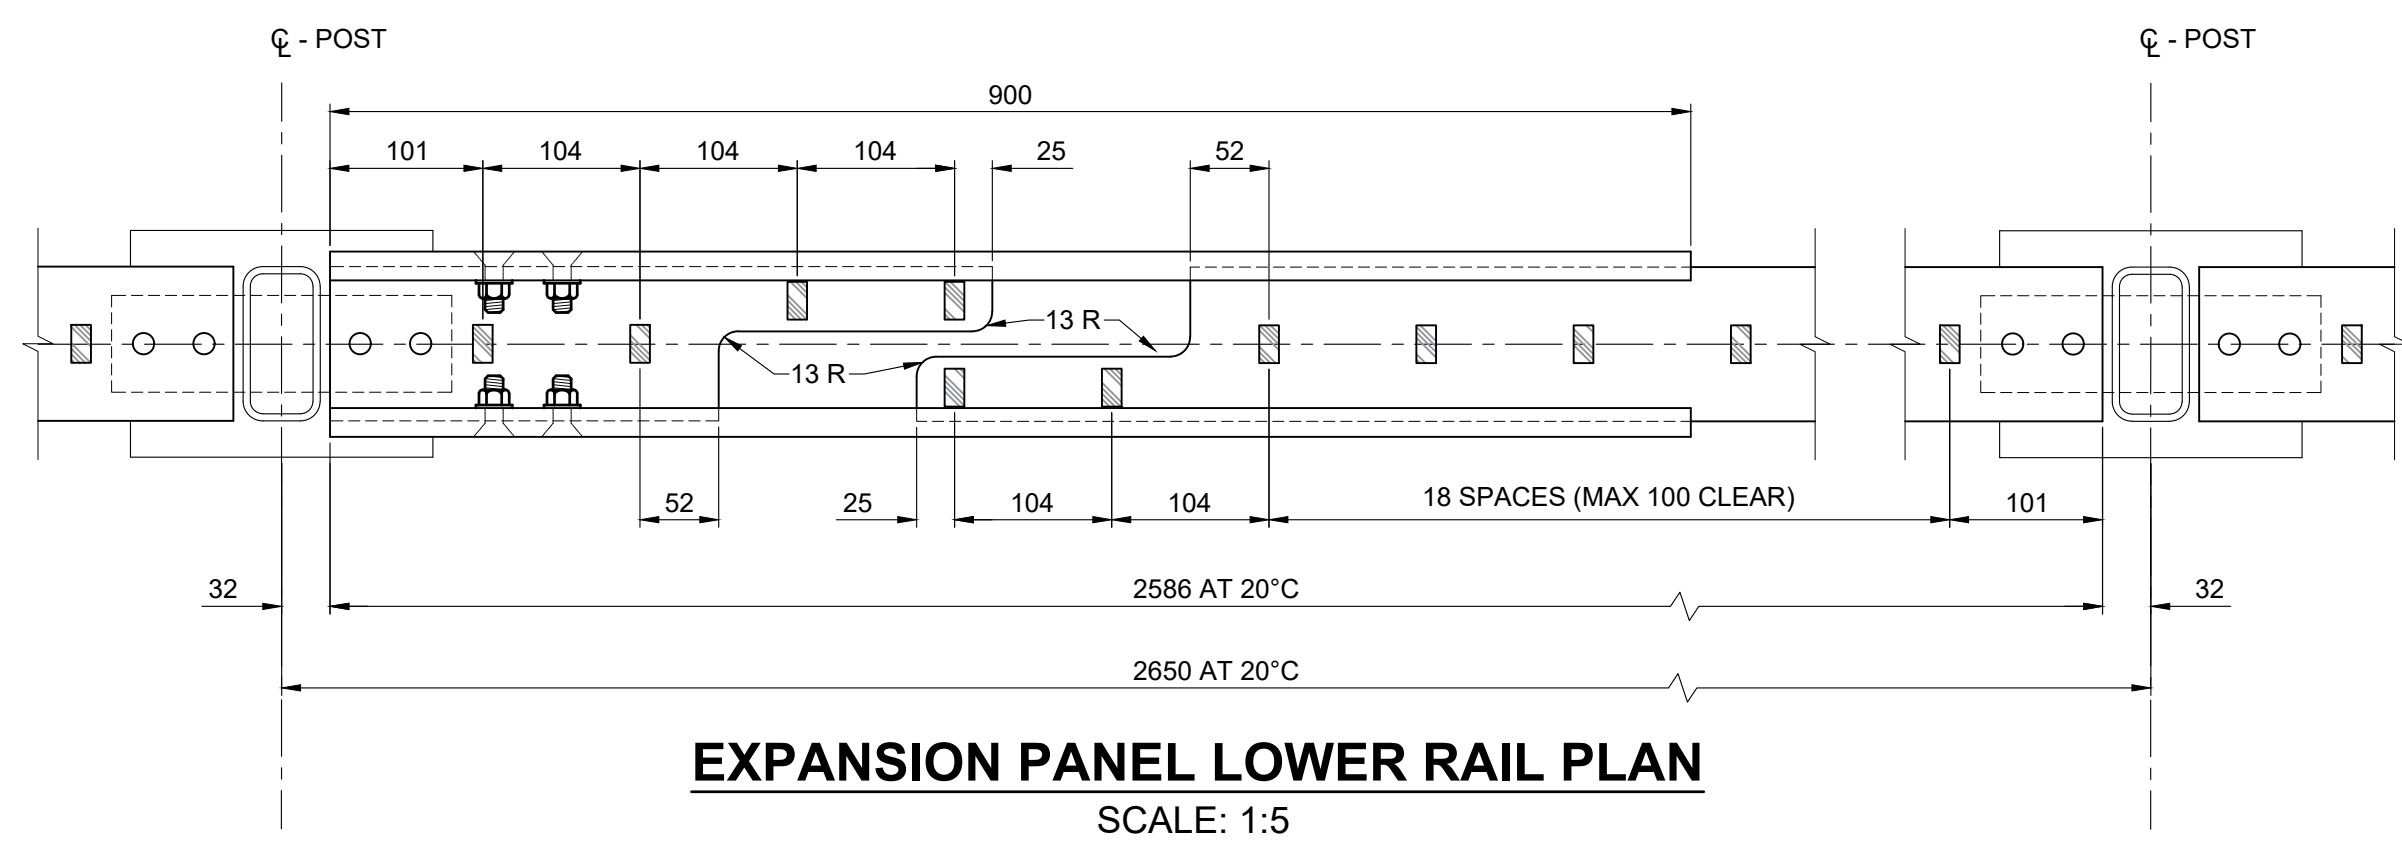 ℄ - POST
℄ - POST
900
101
104
104
104
25
52
13 R
13 R
52
25
104
104
18 SPACES (MAX 100 CLEAR)
101
32
2586 AT 20°C
32
2650 AT 20°C
EXPANSION PANEL LOWER RAIL PLAN
SCALE: 1:5